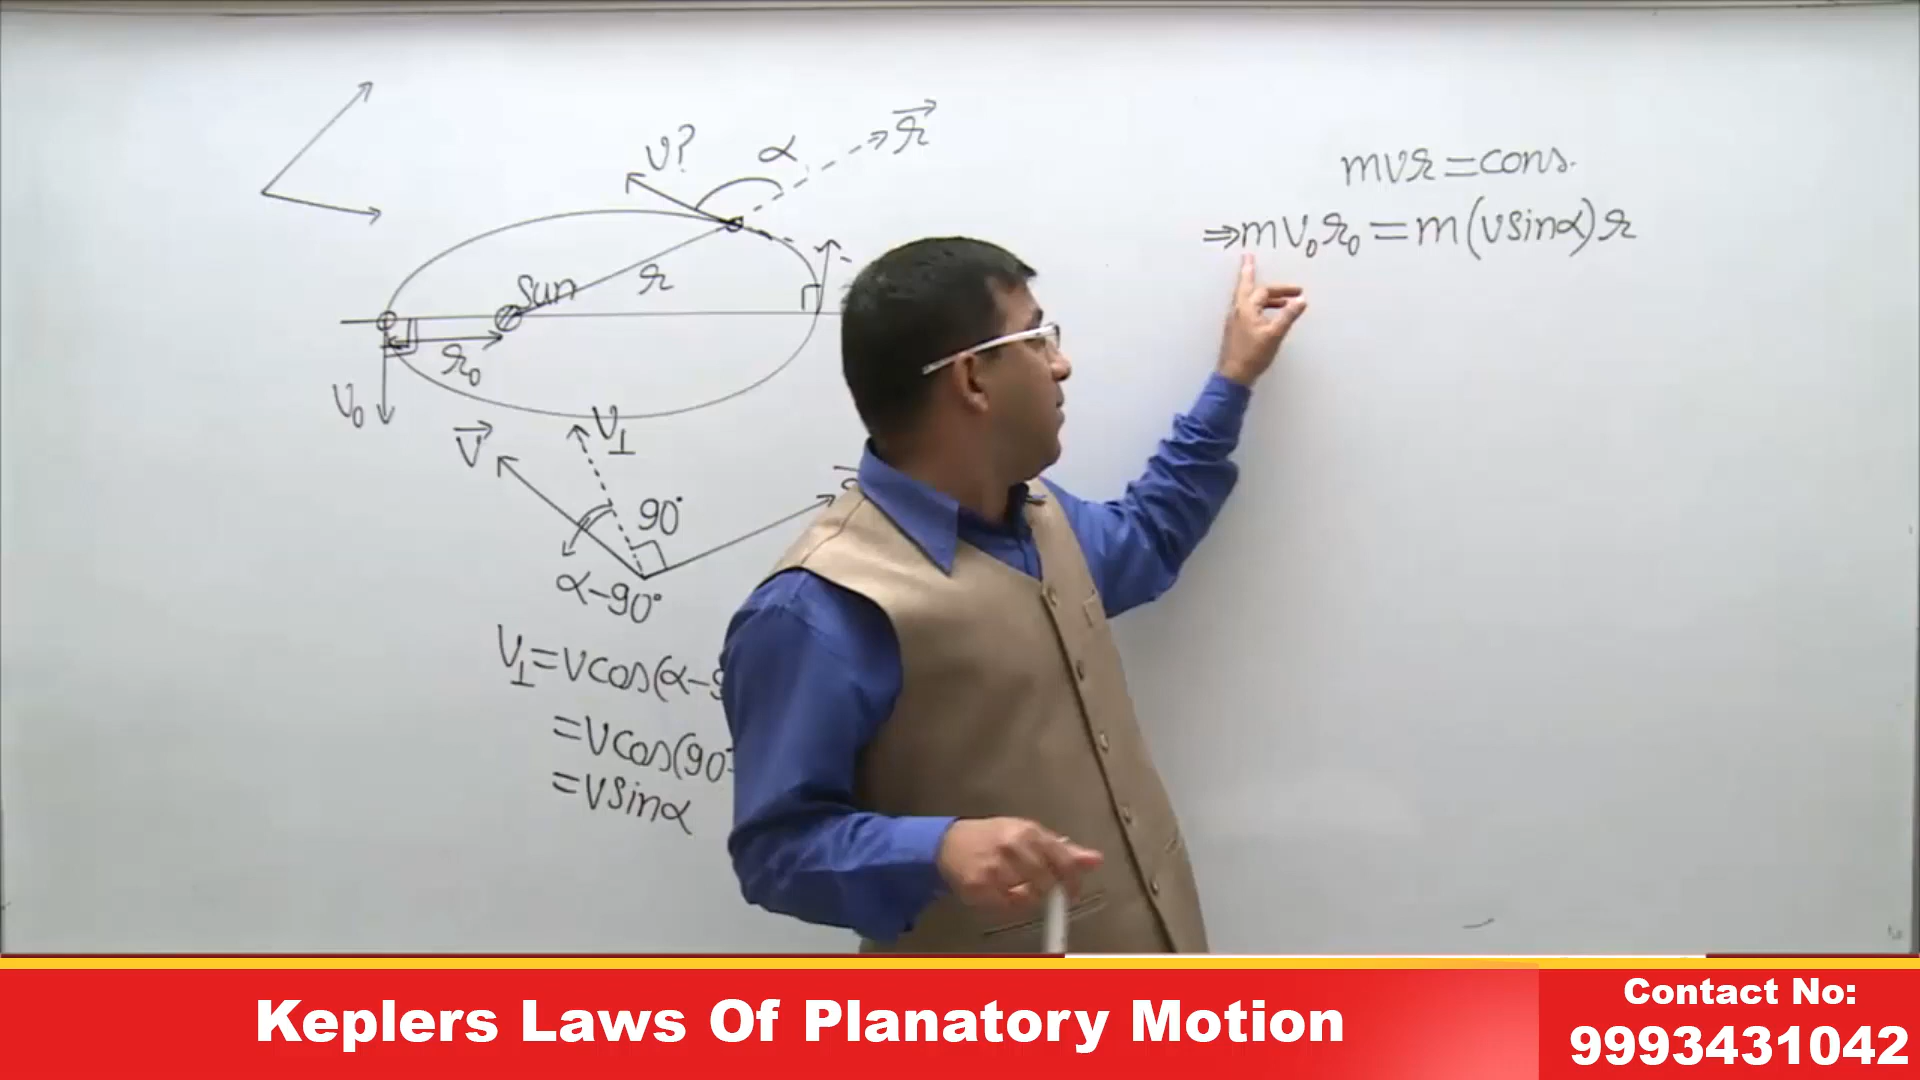 v?
α
r
mvr=cons.
⇒mv₀r₀=m(vsinα)r
Sun
r
r₀
v₀
V⊥
V
90°
α-90°
V⊥=vcos(α-9
=vcos(90°
=vsinα
Keplers Laws Of Planatory Motion
Contact No:
9993431042